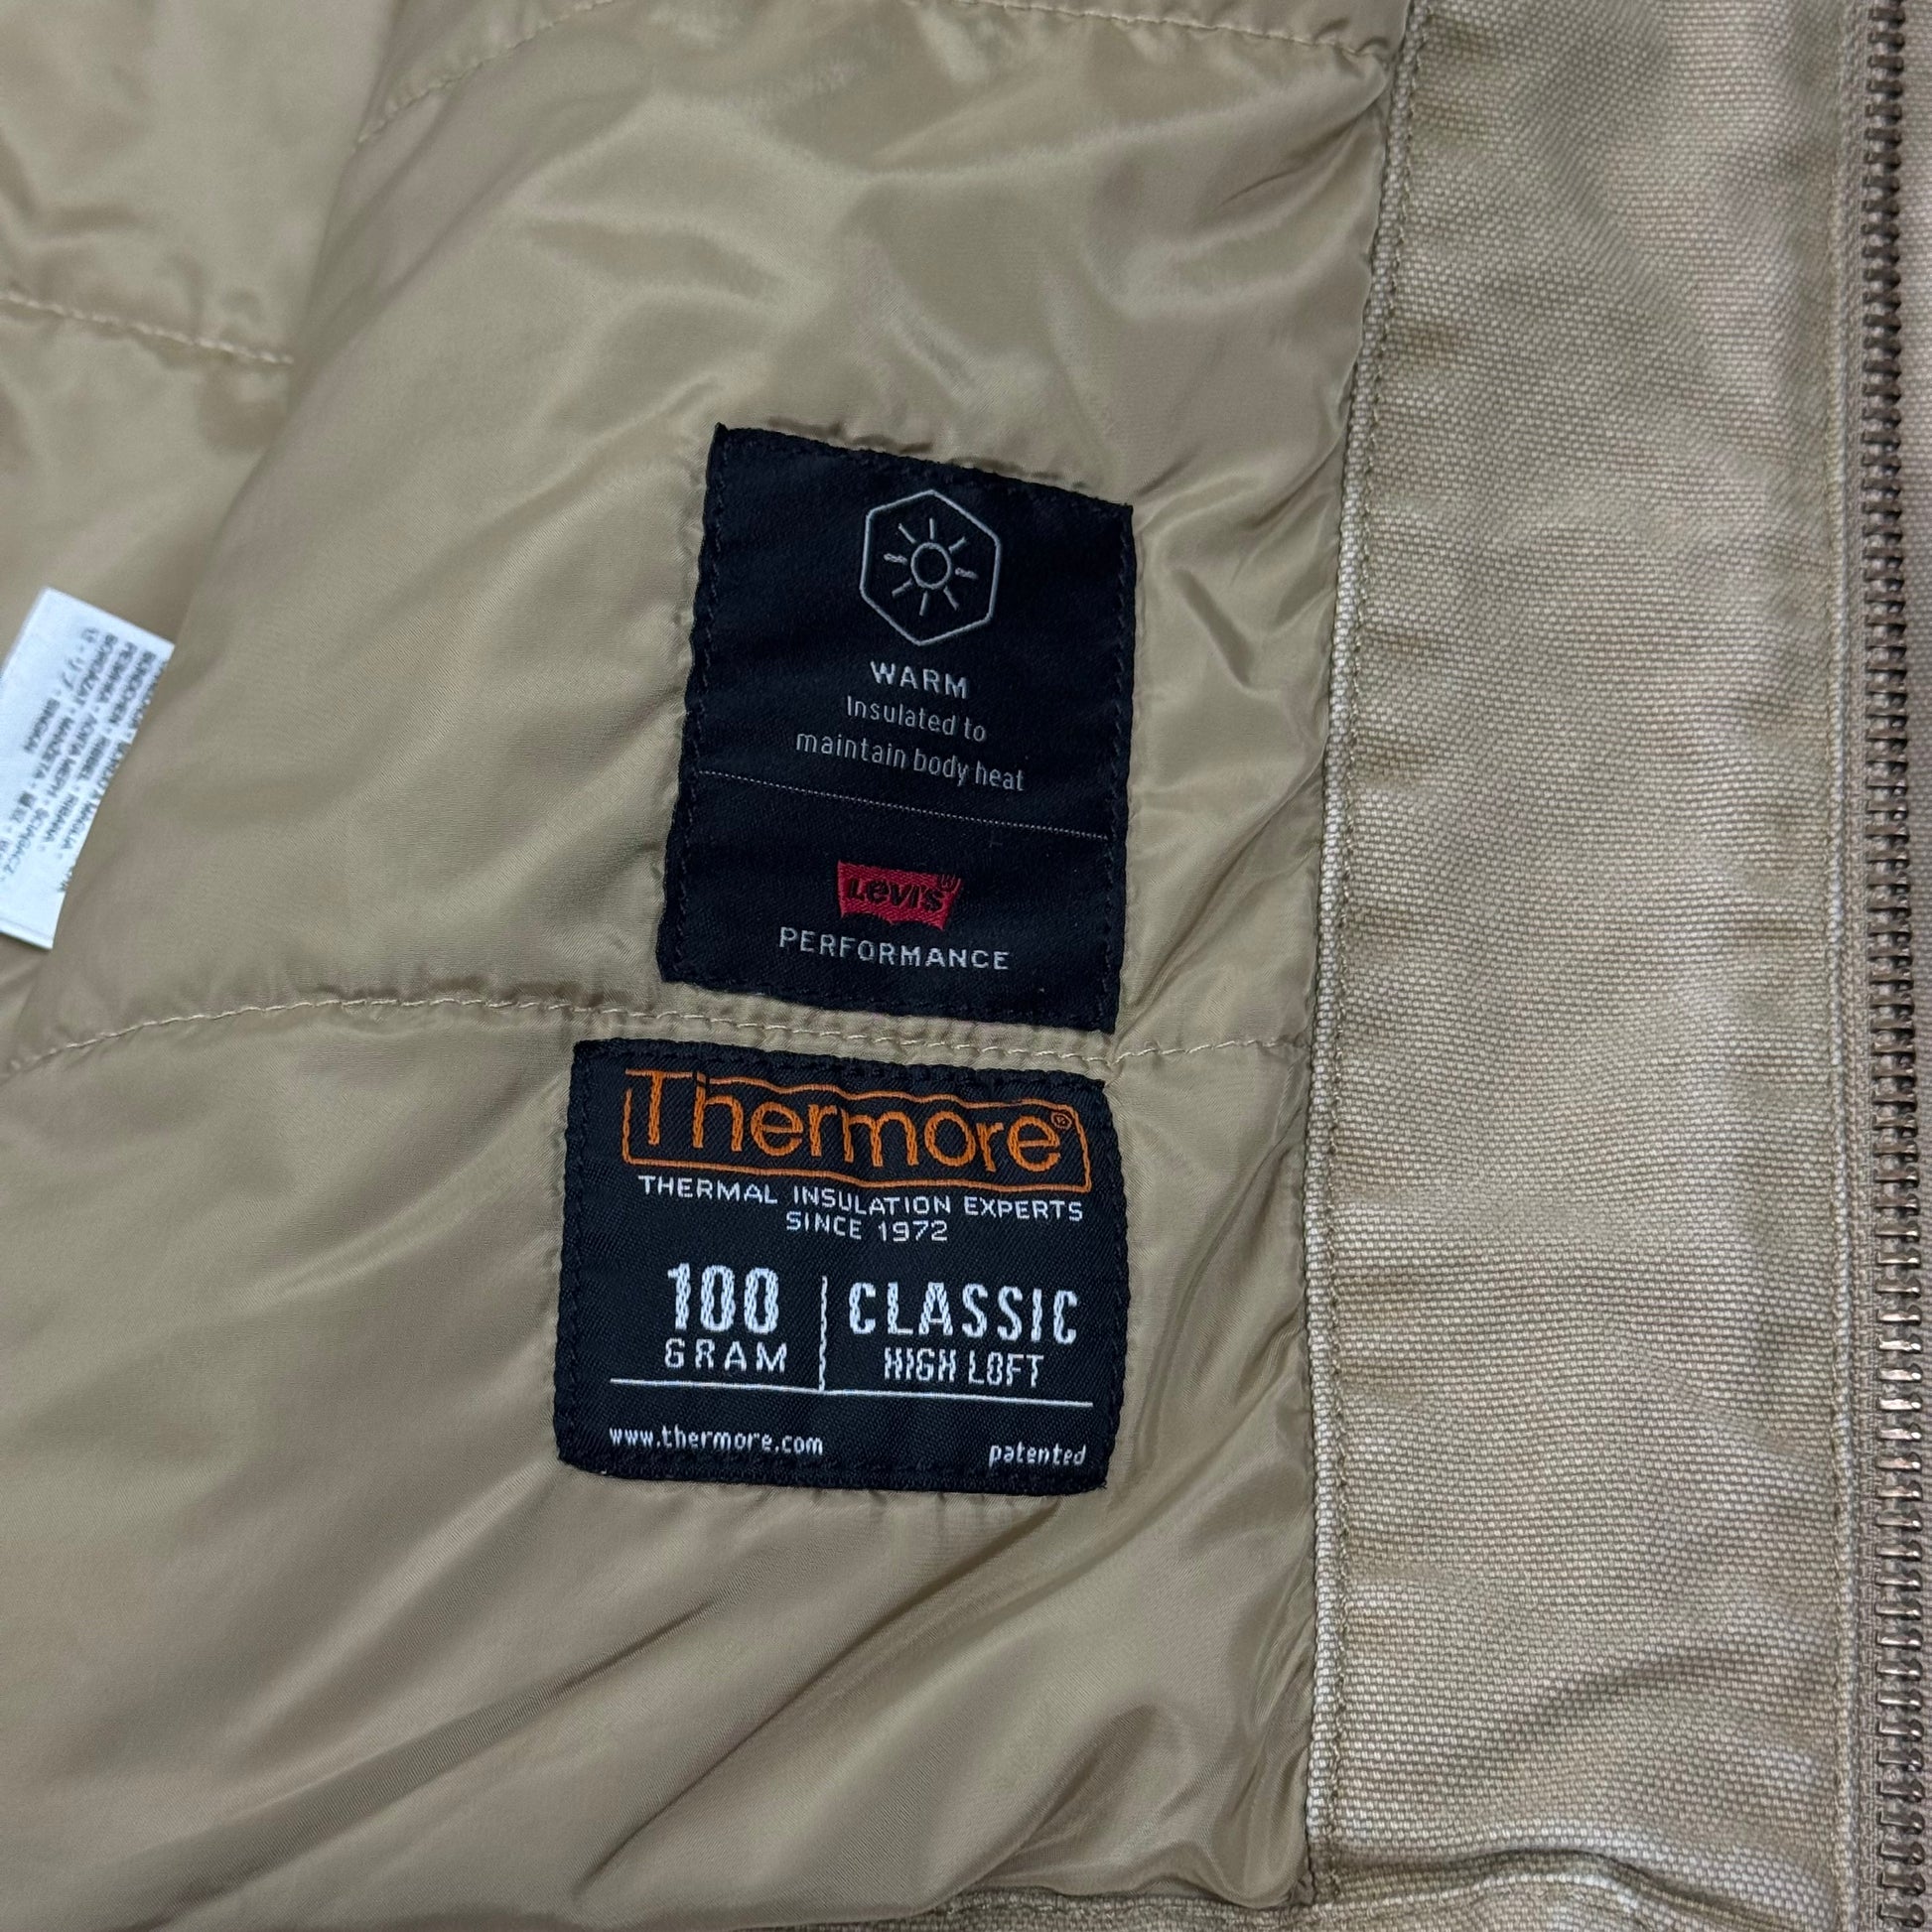 WARM
Insulated to
maintain body heat
Levi's
PERFORMANCE
Thermore®
THERMAL INSULATION EXPERTS
SINCE 1972
100
GRAM
CLASSIC
HIGH LOFT
www.thermore.com
patented